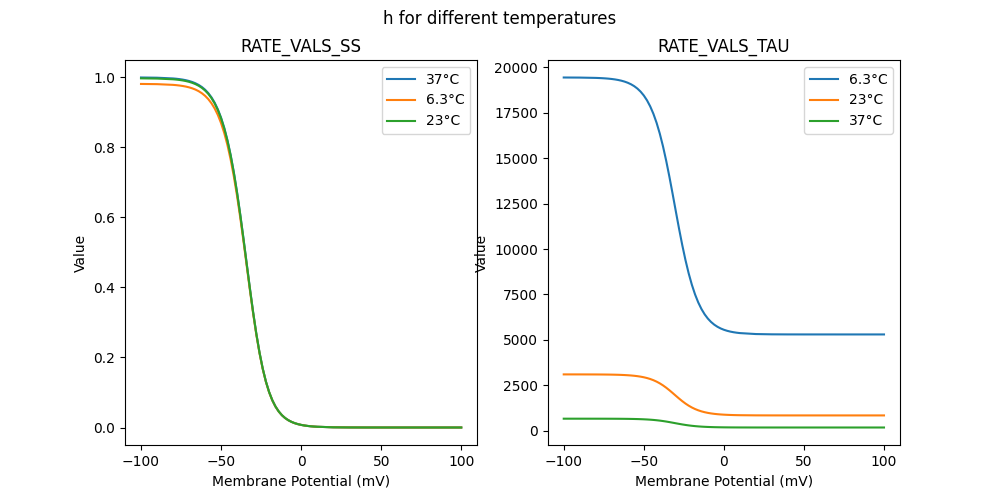 h for different temperatures
RATE_VALS_SS
1.0
0.8
0.6
0.4
0.2
0.0
Value
−100
−50
0
50
100
Membrane Potential (mV)
37°C
6.3°C
23°C
RATE_VALS_TAU
20000
17500
15000
12500
10000
7500
5000
2500
0
Value
−100
−50
0
50
100
Membrane Potential (mV)
6.3°C
23°C
37°C